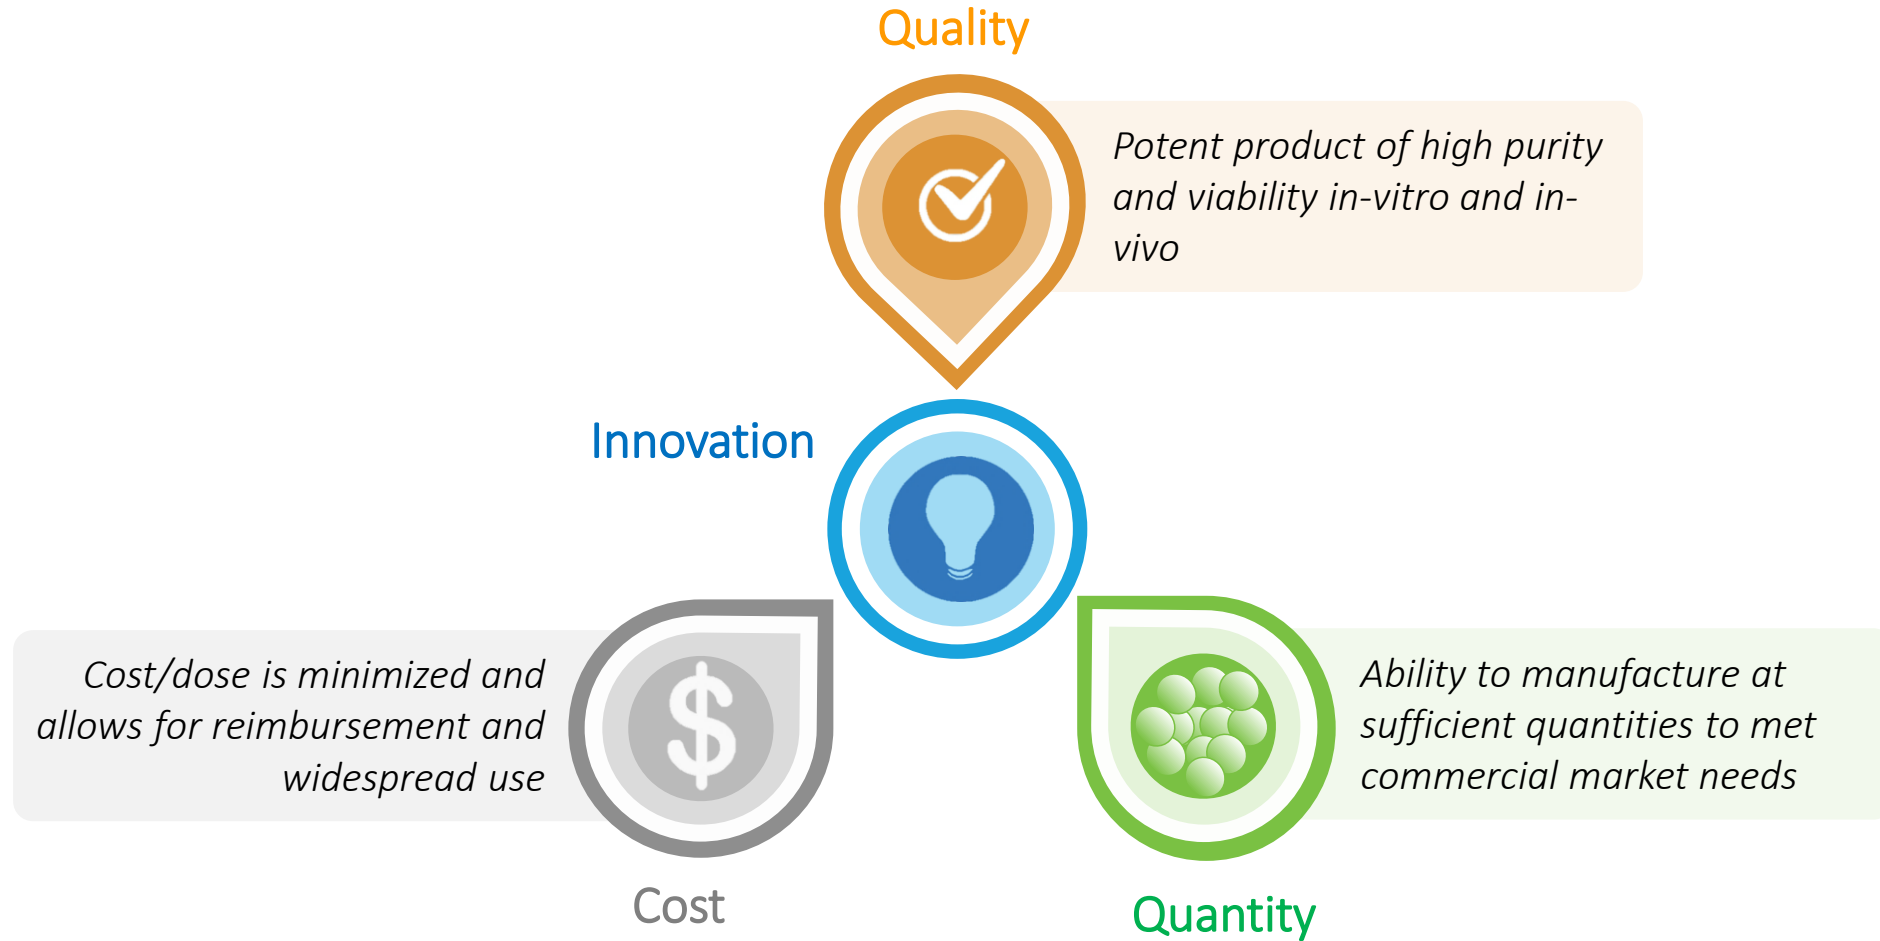 Quality
Potent product of high purity
and viability in-vitro and in-
vivo
Innovation
Cost/dose is minimized and
allows for reimbursement and
widespread use
Cost
Ability to manufacture at
sufficient quantities to met
commercial market needs
Quantity